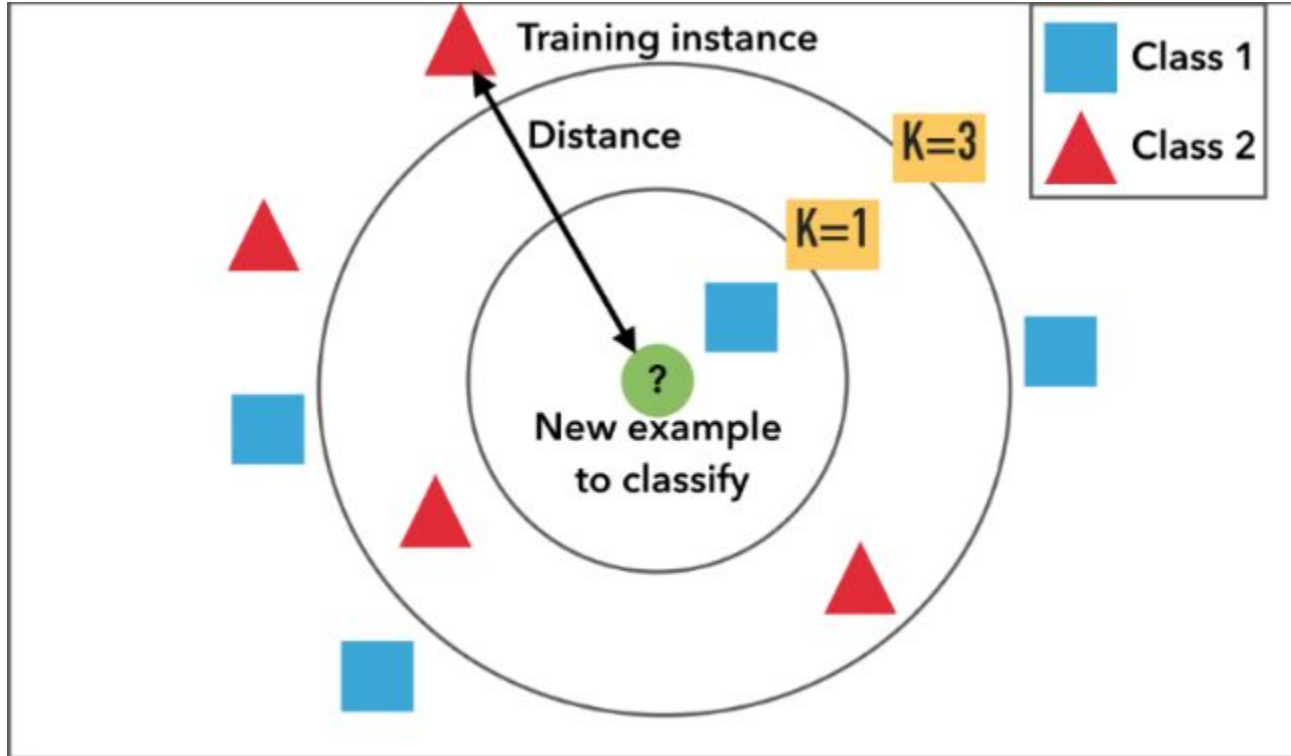 Training instance
Class 1
Distance
K=3
Class 2
K=1
?
New example
to classify